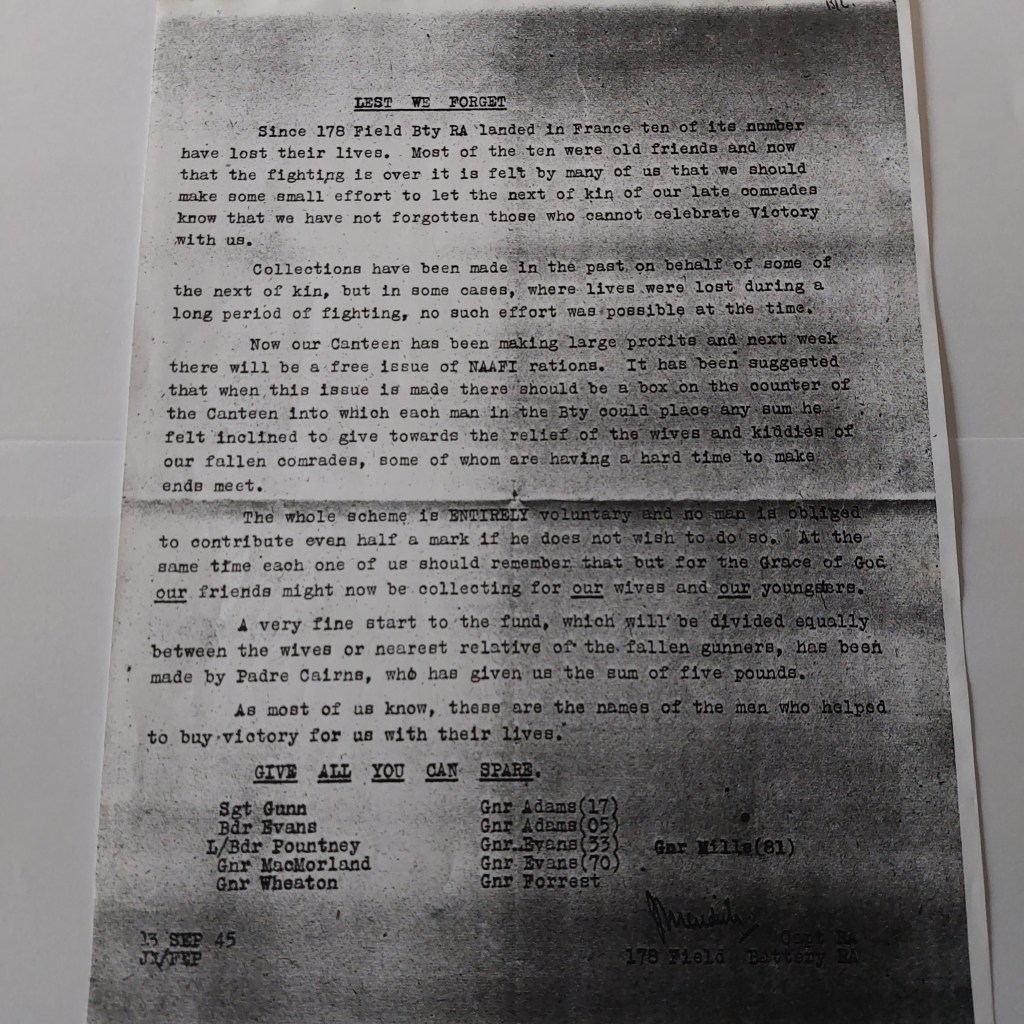 LEST WE FORGET
Since 178 Field Bty RA landed in France ten of its number
have lost their lives. Most of the ten were old friends and now
that the fighting is over it is felt by many of us that we should
make some small effort to let the next of kin of our late comrades
know that we have not forgotten those who cannot celebrate Victory
with us.
Collections have been made in the past on behalf of some of
the next of kin, but in some cases, where lives were lost during a
long period of fighting, no such effort was possible at the time.
Now our Canteen has been making large profits and next week
there will be a free issue of NAAFI rations. It has been suggested
that when this issue is made there should be a box on the counter of
the Canteen into which each man in the Bty could place any sum he
felt inclined to give towards the relief of the wives and kiddies of
our fallen comrades, some of whom are having a hard time to make
ends meet.
The whole scheme is ENTIRELY voluntary and no man is obliged
to contribute even half a mark if he does not wish to do so. At the
same time each one of us should remember that but for the Grace of God
our friends might now be collecting for our wives and our youngsters.
A very fine start to the fund, which will be divided equally
between the wives or nearest relative of the fallen gunners, has been
made by Padre Cairns, who has given us the sum of five pounds.
As most of us know, these are the names of the men who helped
to buy victory for us with their lives.
GIVE ALL YOU CAN SPARE.
Sgt Gunn Gnr Adams(17)
Bdr Evans Gnr Adams(05)
L/Bdr Pountney Gnr Evans(33) Gnr Mills(81)
Gnr MacMorland Gnr Evans(70)
Gnr Wheaton Gnr Forrest
13 SEP 45 Capt RA
178 Field Battery RA